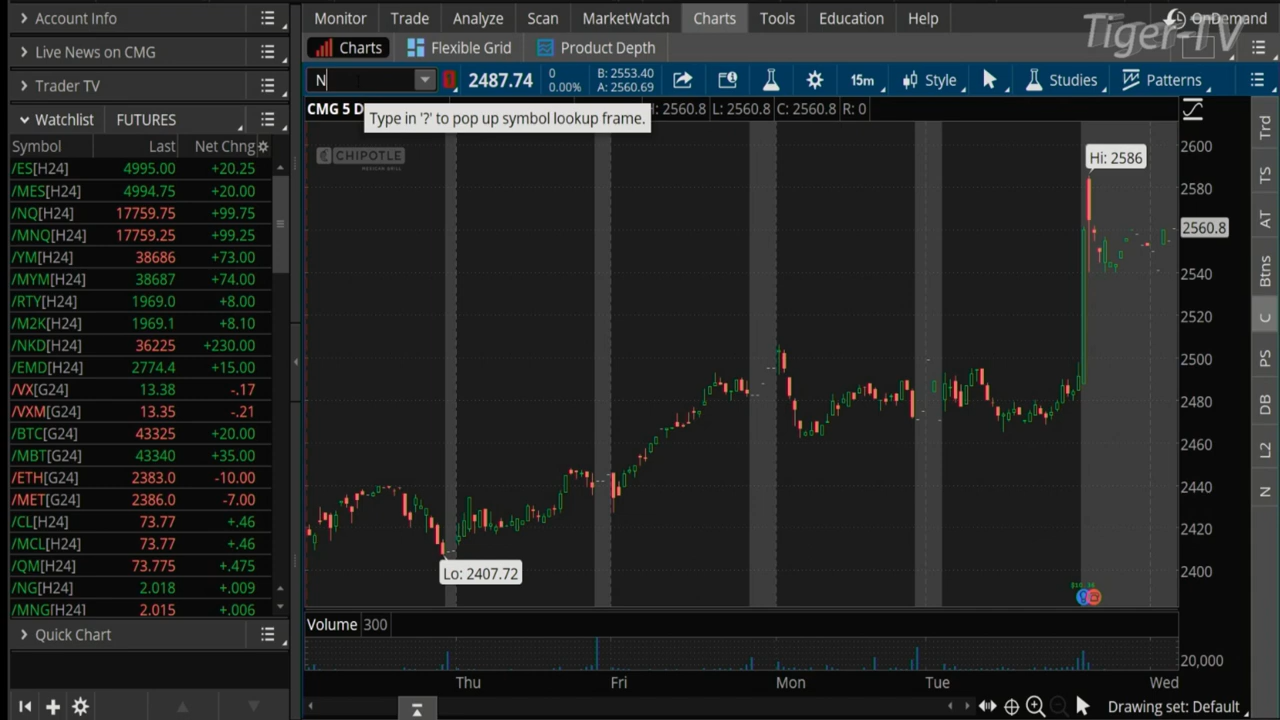 Account Info
Live News on CMG
Trader TV
Watchlist FUTURES
Symbol Last Net Chng
/ES[H24] 4995.00 +20.25
/MES[H24] 4994.75 +20.00
/NQ[H24] 17759.75 +99.75
/MNQ[H24] 17759.25 +99.25
/YM[H24] 38686 +73.00
/MYM[H24] 38687 +74.00
/RTY[H24] 1969.0 +8.00
/M2K[H24] 1969.1 +8.10
/NKD[H24] 36225 +230.00
/EMD[H24] 2774.4 +15.00
/VX[G24] 13.38 -.17
/VXM[G24] 13.35 -.21
/BTC[G24] 43325 +20.00
/MBT[G24] 43340 +35.00
/ETH[G24] 2383.0 -10.00
/MET[G24] 2386.0 -7.00
/CL[H24] 73.77 +.46
/MCL[H24] 73.77 +.46
/QM[H24] 73.775 +.475
/NG[H24] 2.018 +.009
/MNG[H24] 2.015 +.006
Quick Chart
Monitor Trade Analyze Scan MarketWatch Charts Tools Education Help
OnDemand
Tiger-TV
Charts Flexible Grid Product Depth
N 2487.74 0 0.00% B: 2553.40 A: 2560.69 15m Style Studies Patterns
CMG 5 D H: 2560.8 L: 2560.8 C: 2560.8 R: 0
Type in '?' to pop up symbol lookup frame.
CHIPOTLE
MEXICAN GRILL
Hi: 2586
Lo: 2407.72
2600
2580
2560.8
2540
2520
2500
2480
2460
2440
2420
2400
Volume 300
20,000
Thu Fri Mon Tue Wed
Drawing set: Default
Trd
TS
AT
Btns
C
PS
DB
L2
N